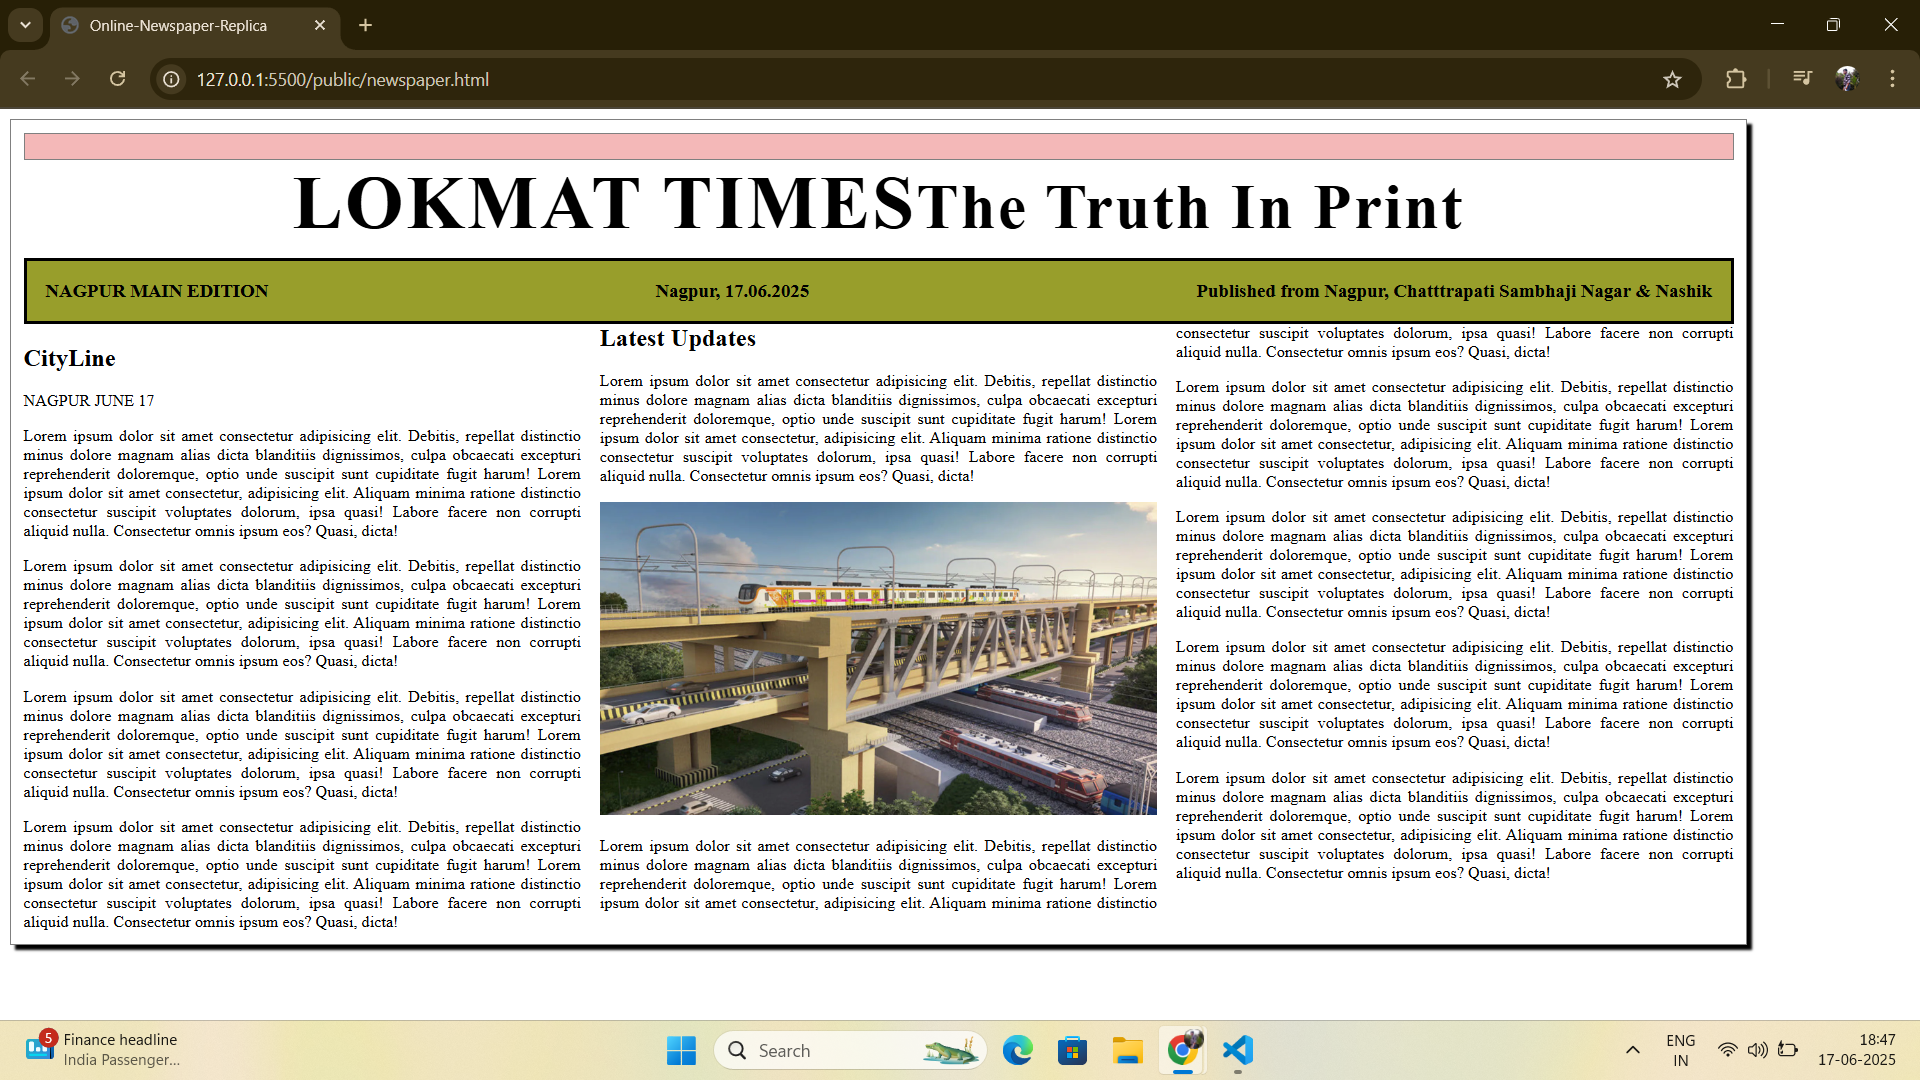 Online-Newspaper-Replica
127.0.0.1:5500/public/newspaper.html
LOKMAT TIMESThe Truth In Print
NAGPUR MAIN EDITION
Nagpur, 17.06.2025
Published from Nagpur, Chatttrapati Sambhaji Nagar & Nashik
CityLine
NAGPUR JUNE 17
Lorem ipsum dolor sit amet consectetur adipisicing elit. Debitis, repellat distinctio
minus dolore magnam alias dicta blanditiis dignissimos, culpa obcaecati excepturi
reprehenderit doloremque, optio unde suscipit sunt cupiditate fugit harum! Lorem
ipsum dolor sit amet consectetur, adipisicing elit. Aliquam minima ratione distinctio
consectetur suscipit voluptates dolorum, ipsa quasi! Labore facere non corrupti
aliquid nulla. Consectetur omnis ipsum eos? Quasi, dicta!
Lorem ipsum dolor sit amet consectetur adipisicing elit. Debitis, repellat distinctio
minus dolore magnam alias dicta blanditiis dignissimos, culpa obcaecati excepturi
reprehenderit doloremque, optio unde suscipit sunt cupiditate fugit harum! Lorem
ipsum dolor sit amet consectetur, adipisicing elit. Aliquam minima ratione distinctio
consectetur suscipit voluptates dolorum, ipsa quasi! Labore facere non corrupti
aliquid nulla. Consectetur omnis ipsum eos? Quasi, dicta!
Lorem ipsum dolor sit amet consectetur adipisicing elit. Debitis, repellat distinctio
minus dolore magnam alias dicta blanditiis dignissimos, culpa obcaecati excepturi
reprehenderit doloremque, optio unde suscipit sunt cupiditate fugit harum! Lorem
ipsum dolor sit amet consectetur, adipisicing elit. Aliquam minima ratione distinctio
consectetur suscipit voluptates dolorum, ipsa quasi! Labore facere non corrupti
aliquid nulla. Consectetur omnis ipsum eos? Quasi, dicta!
Lorem ipsum dolor sit amet consectetur adipisicing elit. Debitis, repellat distinctio
minus dolore magnam alias dicta blanditiis dignissimos, culpa obcaecati excepturi
reprehenderit doloremque, optio unde suscipit sunt cupiditate fugit harum! Lorem
ipsum dolor sit amet consectetur, adipisicing elit. Aliquam minima ratione distinctio
consectetur suscipit voluptates dolorum, ipsa quasi! Labore facere non corrupti
aliquid nulla. Consectetur omnis ipsum eos? Quasi, dicta!
Latest Updates
Lorem ipsum dolor sit amet consectetur adipisicing elit. Debitis, repellat distinctio
minus dolore magnam alias dicta blanditiis dignissimos, culpa obcaecati excepturi
reprehenderit doloremque, optio unde suscipit sunt cupiditate fugit harum! Lorem
ipsum dolor sit amet consectetur, adipisicing elit. Aliquam minima ratione distinctio
consectetur suscipit voluptates dolorum, ipsa quasi! Labore facere non corrupti
aliquid nulla. Consectetur omnis ipsum eos? Quasi, dicta!
Lorem ipsum dolor sit amet consectetur adipisicing elit. Debitis, repellat distinctio
minus dolore magnam alias dicta blanditiis dignissimos, culpa obcaecati excepturi
reprehenderit doloremque, optio unde suscipit sunt cupiditate fugit harum! Lorem
ipsum dolor sit amet consectetur, adipisicing elit. Aliquam minima ratione distinctio
consectetur suscipit voluptates dolorum, ipsa quasi! Labore facere non corrupti
aliquid nulla. Consectetur omnis ipsum eos? Quasi, dicta!
Lorem ipsum dolor sit amet consectetur adipisicing elit. Debitis, repellat distinctio
minus dolore magnam alias dicta blanditiis dignissimos, culpa obcaecati excepturi
reprehenderit doloremque, optio unde suscipit sunt cupiditate fugit harum! Lorem
ipsum dolor sit amet consectetur, adipisicing elit. Aliquam minima ratione distinctio
consectetur suscipit voluptates dolorum, ipsa quasi! Labore facere non corrupti
aliquid nulla. Consectetur omnis ipsum eos? Quasi, dicta!
Lorem ipsum dolor sit amet consectetur adipisicing elit. Debitis, repellat distinctio
minus dolore magnam alias dicta blanditiis dignissimos, culpa obcaecati excepturi
reprehenderit doloremque, optio unde suscipit sunt cupiditate fugit harum! Lorem
ipsum dolor sit amet consectetur, adipisicing elit. Aliquam minima ratione distinctio
consectetur suscipit voluptates dolorum, ipsa quasi! Labore facere non corrupti
aliquid nulla. Consectetur omnis ipsum eos? Quasi, dicta!
Lorem ipsum dolor sit amet consectetur adipisicing elit. Debitis, repellat distinctio
minus dolore magnam alias dicta blanditiis dignissimos, culpa obcaecati excepturi
reprehenderit doloremque, optio unde suscipit sunt cupiditate fugit harum! Lorem
ipsum dolor sit amet consectetur, adipisicing elit. Aliquam minima ratione distinctio
consectetur suscipit voluptates dolorum, ipsa quasi! Labore facere non corrupti
aliquid nulla. Consectetur omnis ipsum eos? Quasi, dicta!
Lorem ipsum dolor sit amet consectetur adipisicing elit. Debitis, repellat distinctio
minus dolore magnam alias dicta blanditiis dignissimos, culpa obcaecati excepturi
reprehenderit doloremque, optio unde suscipit sunt cupiditate fugit harum! Lorem
ipsum dolor sit amet consectetur, adipisicing elit. Aliquam minima ratione distinctio
consectetur suscipit voluptates dolorum, ipsa quasi! Labore facere non corrupti
aliquid nulla. Consectetur omnis ipsum eos? Quasi, dicta!
5
Finance headline
India Passenger...
Search
ENG
IN
18:47
17-06-2025